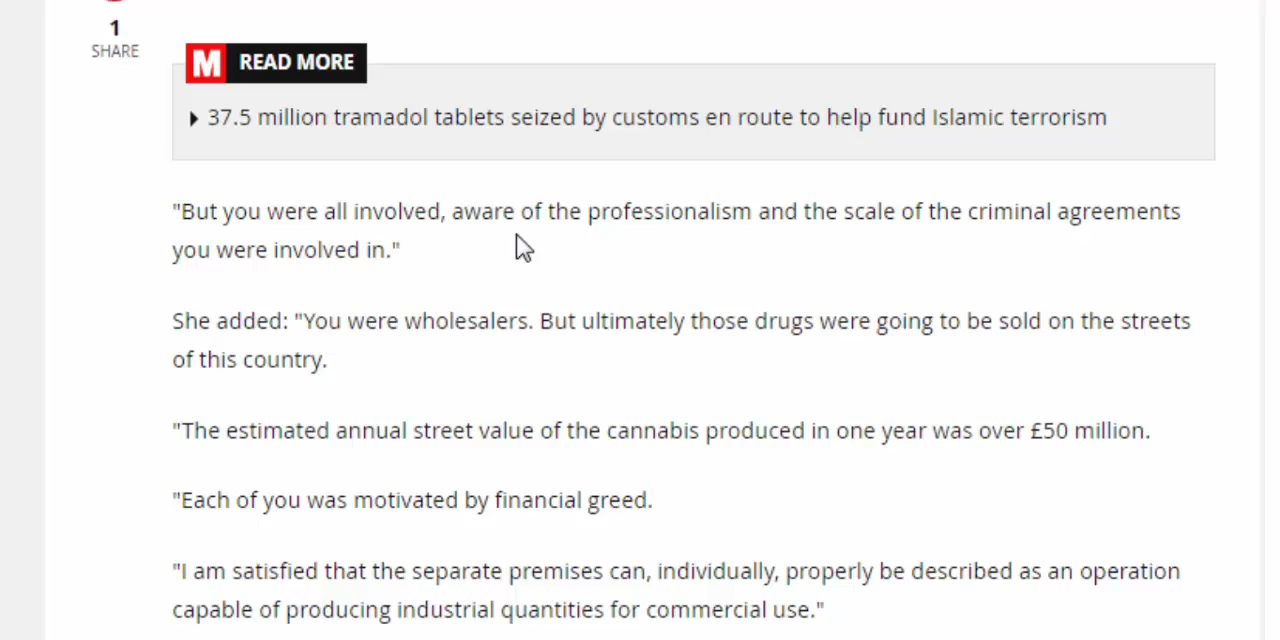 1
SHARE
M READ MORE
37.5 million tramadol tablets seized by customs en route to help fund Islamic terrorism
"But you were all involved, aware of the professionalism and the scale of the criminal agreements
you were involved in."
She added: "You were wholesalers. But ultimately those drugs were going to be sold on the streets
of this country.
"The estimated annual street value of the cannabis produced in one year was over £50 million.
"Each of you was motivated by financial greed.
"I am satisfied that the separate premises can, individually, properly be described as an operation
capable of producing industrial quantities for commercial use."